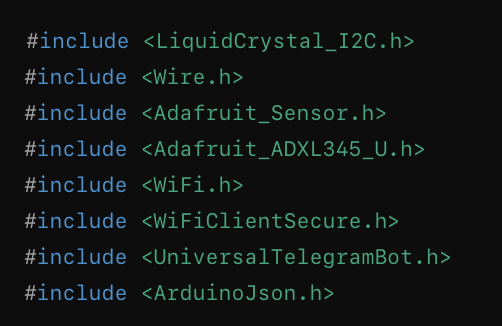 #include <LiquidCrystal_I2C.h>
#include <Wire.h>
#include <Adafruit_Sensor.h>
#include <Adafruit_ADXL345_U.h>
#include <WiFi.h>
#include <WiFiClientSecure.h>
#include <UniversalTelegramBot.h>
#include <ArduinoJson.h>